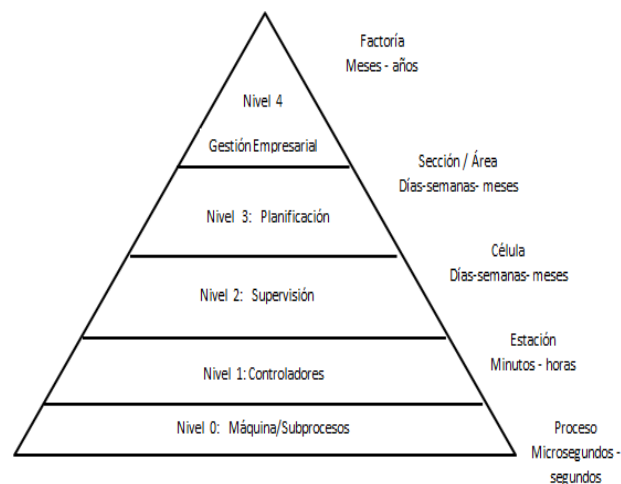 Factoría
Meses - años
Nivel 4
Gestión Empresarial
Sección / Área
Días-semanas- meses
Nivel 3: Planificación
Célula
Días-semanas- meses
Nivel 2: Supervisión
Estación
Minutos - horas
Nivel 1: Controladores
Nivel 0: Máquina/Subprocesos
Proceso
Microsegundos -
segundos